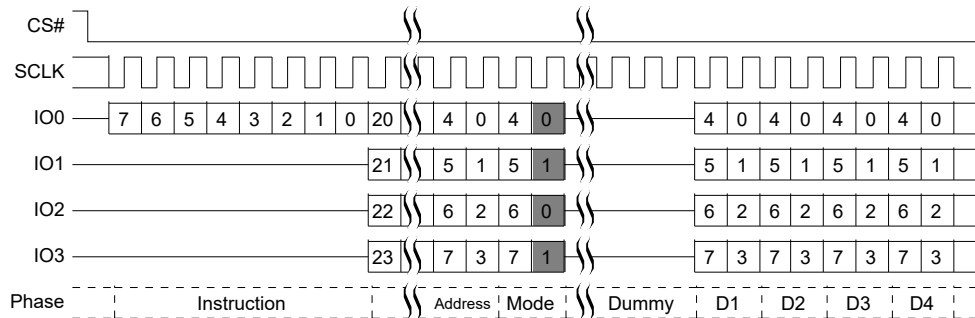 CS#
SCLK
IO0 7 6 5 4 3 2 1 0 20 4 0 4 0 4 0 4 0 4 0 4 0
IO1 21 5 1 5 1 5 1 5 1 5 1 5 1
IO2 22 6 2 6 0 6 2 6 2 6 2 6 2
IO3 23 7 3 7 1 7 3 7 3 7 3 7 3
Phase Instruction Address Mode Dummy D1 D2 D3 D4